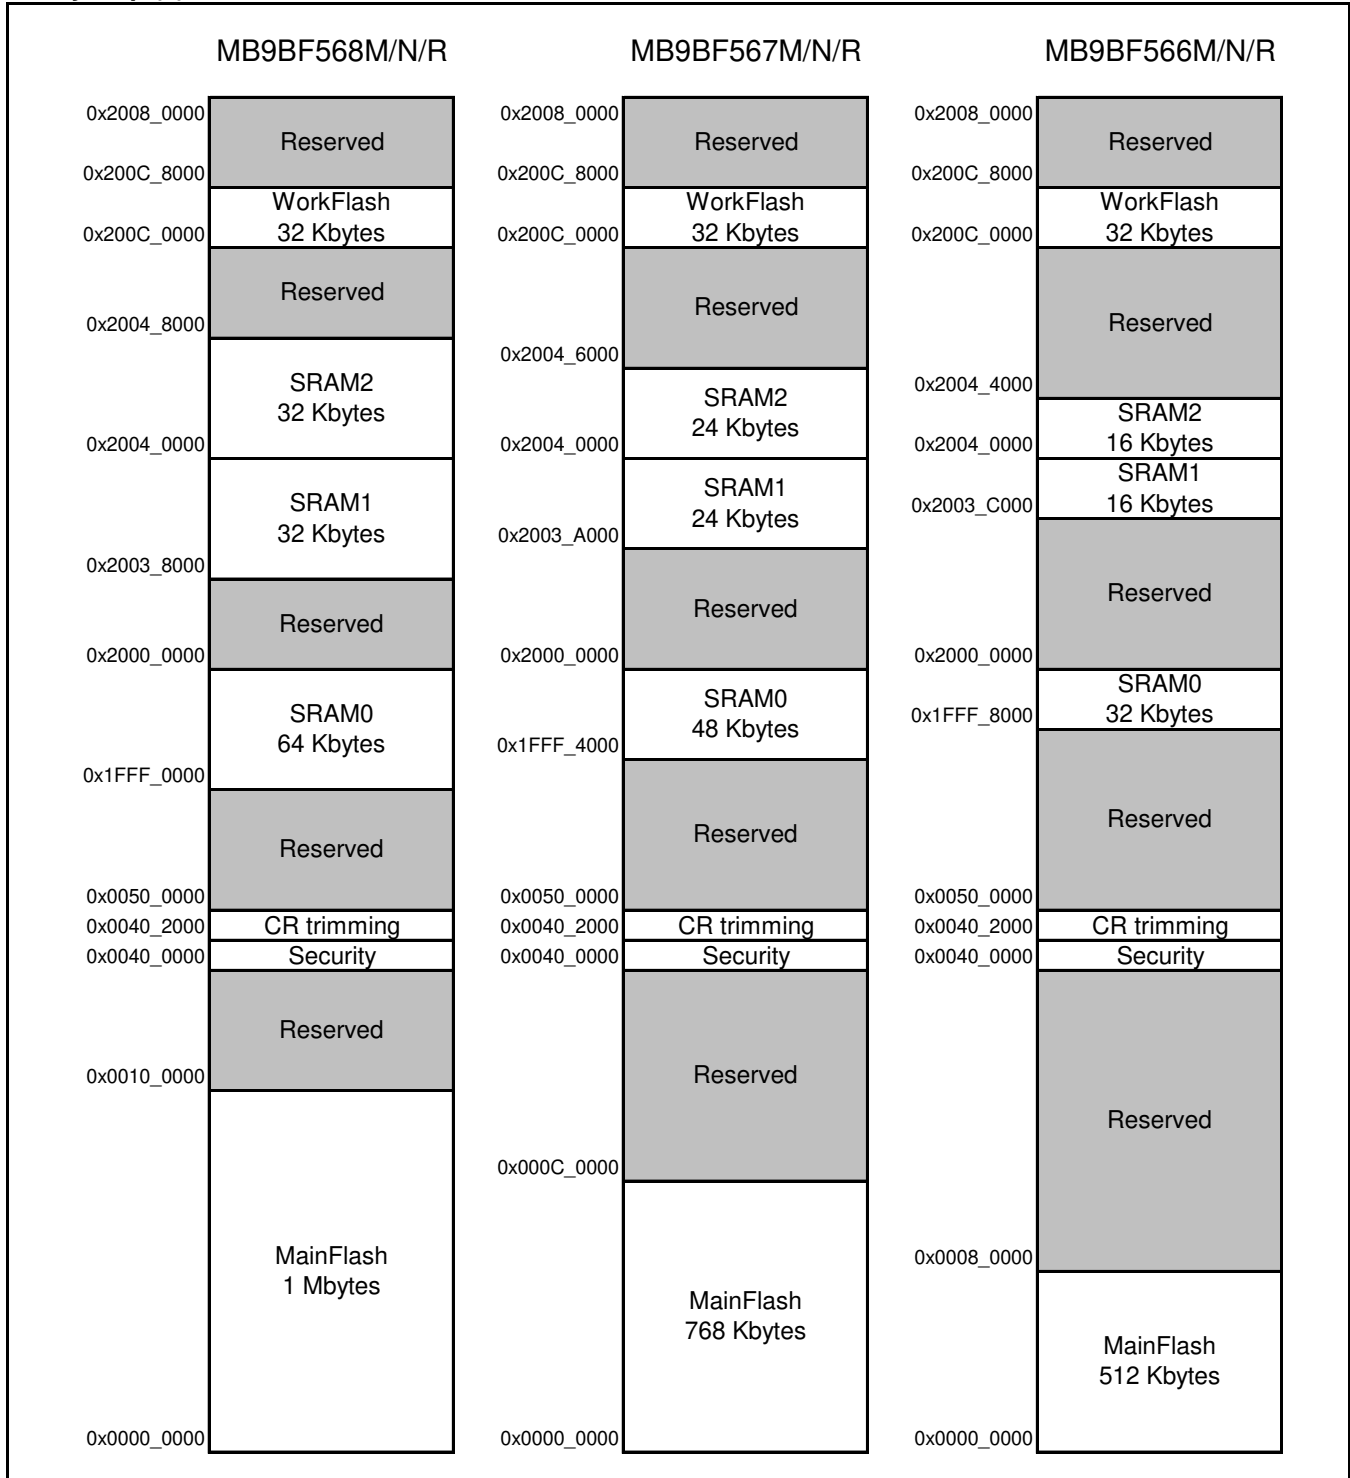 MB9BF568M/N/R
0x2008_0000
Reserved
0x200C_8000
WorkFlash
32 Kbytes
0x200C_0000
Reserved
0x2004_8000
SRAM2
32 Kbytes
0x2004_0000
SRAM1
32 Kbytes
0x2003_8000
Reserved
0x2000_0000
SRAM0
64 Kbytes
0x1FFF_0000
Reserved
0x0050_0000
CR trimming
0x0040_2000
Security
0x0040_0000
Reserved
0x0010_0000
MainFlash
1 Mbytes
0x0000_0000
MB9BF567M/N/R
0x2008_0000
Reserved
0x200C_8000
WorkFlash
32 Kbytes
0x200C_0000
Reserved
0x2004_6000
SRAM2
24 Kbytes
0x2004_0000
SRAM1
24 Kbytes
0x2003_A000
Reserved
0x2000_0000
SRAM0
48 Kbytes
0x1FFF_4000
Reserved
0x0050_0000
CR trimming
0x0040_2000
Security
0x0040_0000
Reserved
0x000C_0000
MainFlash
768 Kbytes
0x0000_0000
MB9BF566M/N/R
0x2008_0000
Reserved
0x200C_8000
WorkFlash
32 Kbytes
0x200C_0000
Reserved
0x2004_4000
SRAM2
16 Kbytes
0x2004_0000
SRAM1
16 Kbytes
0x2003_C000
Reserved
0x2000_0000
SRAM0
32 Kbytes
0x1FFF_8000
Reserved
0x0050_0000
CR trimming
0x0040_2000
Security
0x0040_0000
Reserved
0x0008_0000
MainFlash
512 Kbytes
0x0000_0000